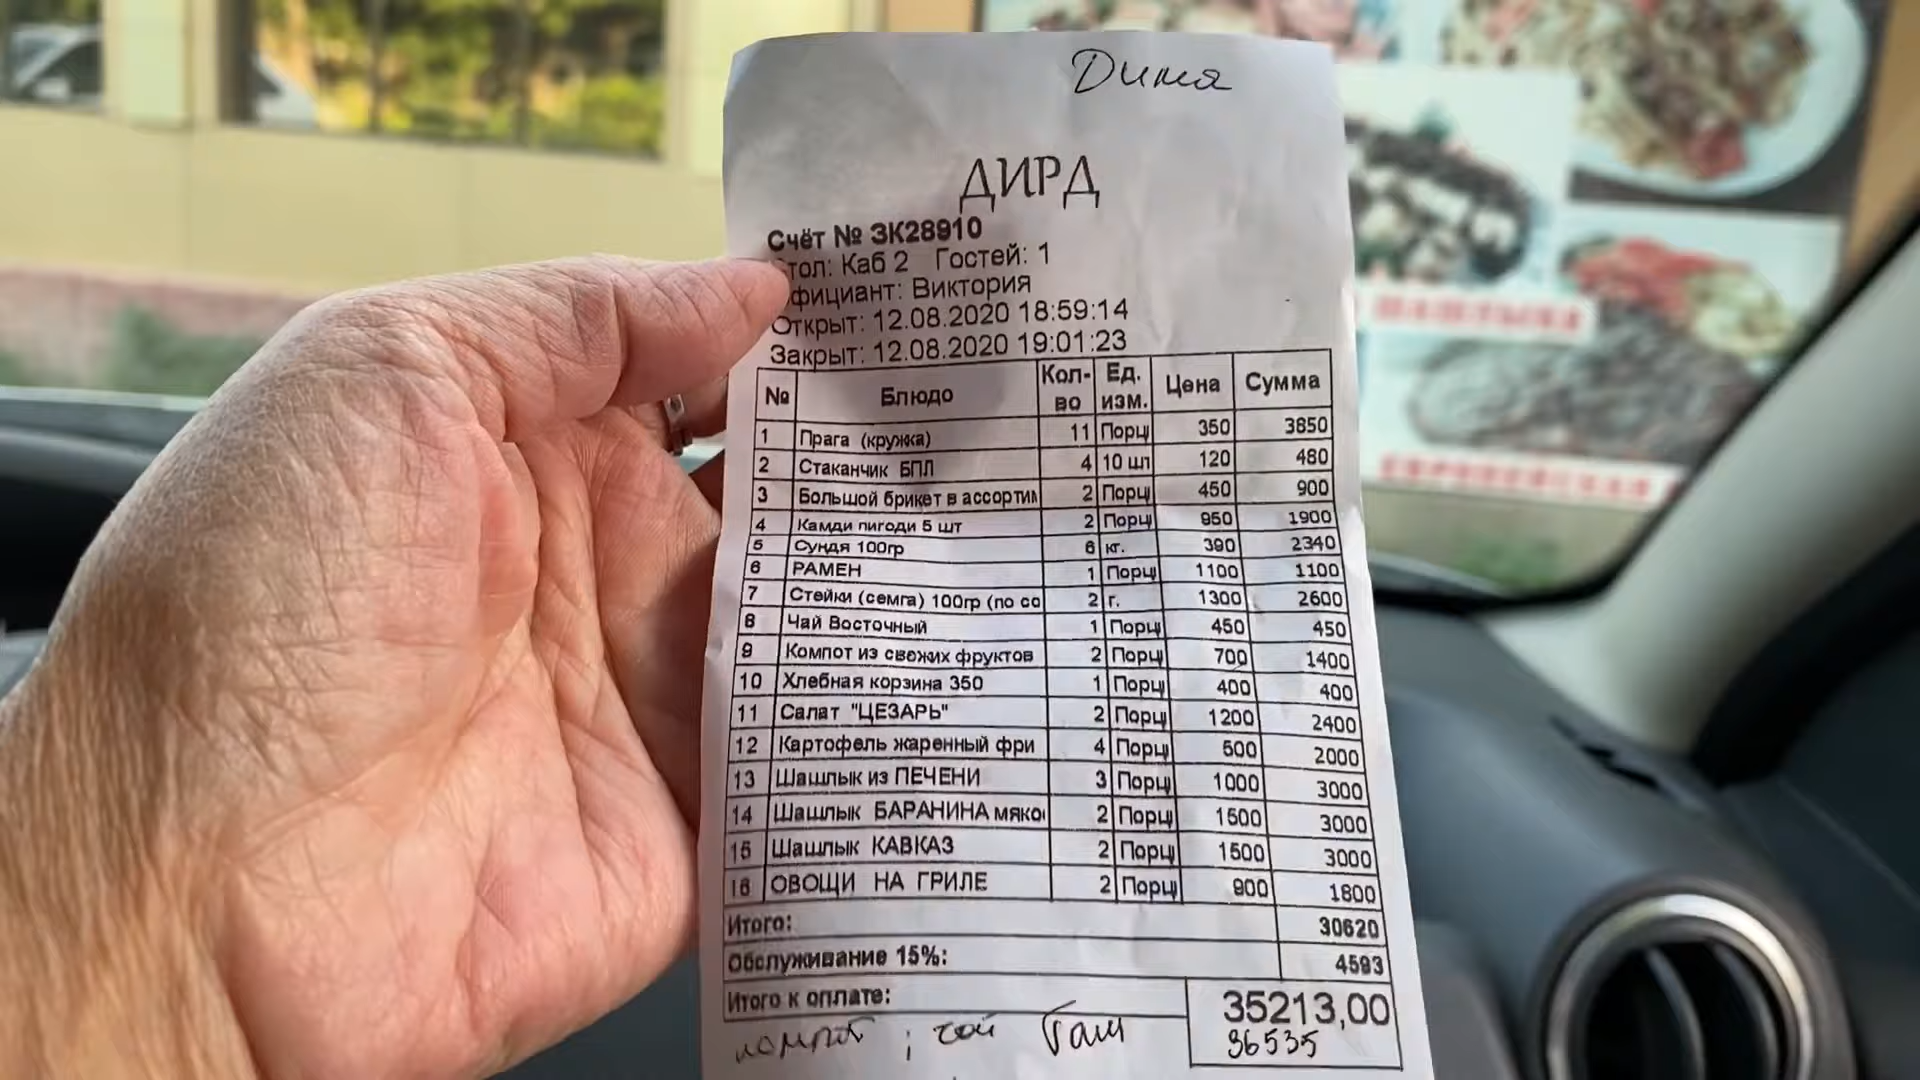 Дима
ДИРД
Счёт № ЗК28910
Стол: Каб 2 Гостей: 1
Официант: Виктория
Открыт: 12.08.2020 18:59:14
Закрыт: 12.08.2020 19:01:23
№ Блюдо Кол-во Ед. изм. Цена Сумма
1 Прага (кружка) 11 Порц 350 3850
2 Стаканчик БПЛ 4 10 шт 120 480
3 Большой брикет в ассортим 2 Порц 450 900
4 Камди пигоди 5 шт 2 Порц 950 1900
5 Сундя 100гр 6 кг. 390 2340
6 РАМЕН 1 Порц 1100 1100
7 Стейки (семга) 100гр (по со 2 г. 1300 2600
8 Чай Восточный 1 Порц 450 450
9 Компот из свежих фруктов 2 Порц 700 1400
10 Хлебная корзина 350 1 Порц 400 400
11 Салат "ЦЕЗАРЬ" 2 Порц 1200 2400
12 Картофель жаренный фри 4 Порц 500 2000
13 Шашлык из ПЕЧЕНИ 3 Порц 1000 3000
14 Шашлык БАРАНИНА мяко 2 Порц 1500 3000
15 Шашлык КАВКАЗ 2 Порц 1500 3000
16 ОВОЩИ НА ГРИЛЕ 2 Порц 900 1800
Итого: 30620
Обслуживание 15%: 4593
Итого к оплате: 35213,00
36535
компот ; чай
ШАШЛЫКИ
ЕВРОПЕЙСКАЯ